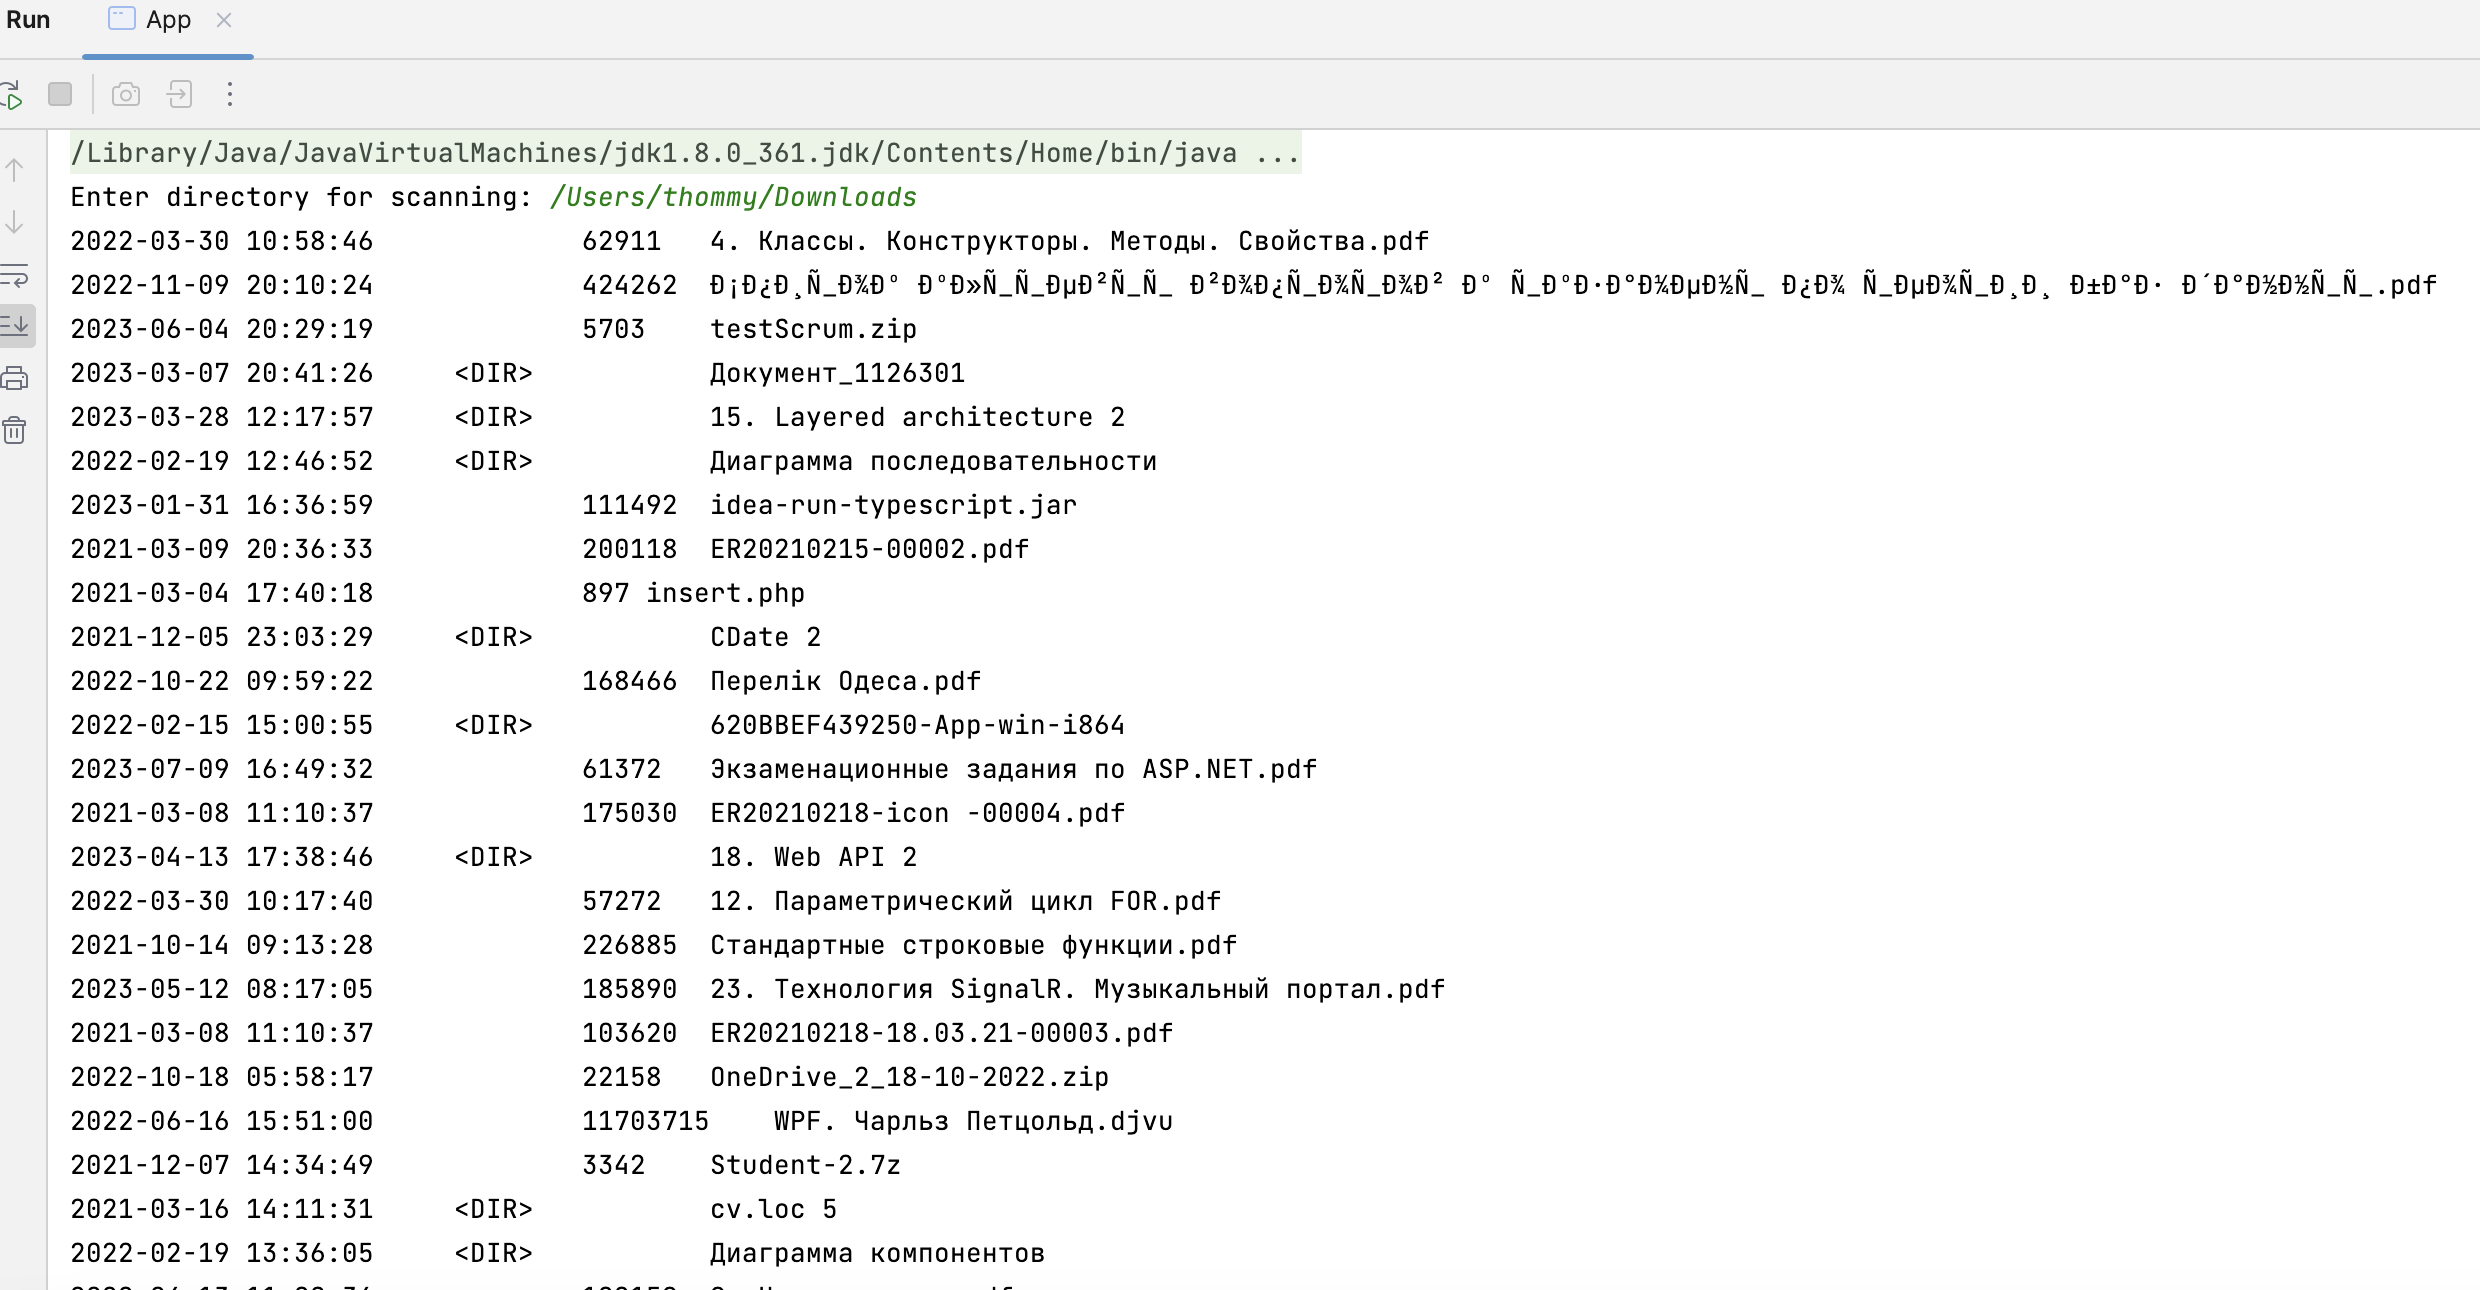 Run App
/Library/Java/JavaVirtualMachines/jdk1.8.0_361.jdk/Contents/Home/bin/java ...
Enter directory for scanning: /Users/thommy/Downloads
2022-03-30 10:58:46 62911 4. Классы. Конструкторы. Методы. Свойства.pdf
2022-11-09 20:10:24 424262 Ð¡Ð¿Ð¸Ñ_Ð¾Ðº ÐºÐ»Ñ_Ñ_ÐµÐ²Ñ_Ñ_ Ð²Ð¾Ð¿Ñ_Ð¾Ñ_Ð¾Ð² Ðº Ñ_ÐºÐ·Ð°Ð¼ÐµÐ½Ñ_ Ð¿Ð¾ Ñ_ÐµÐ¾Ñ_Ð¸Ð¸ Ð±Ð°Ð· Ð´Ð°Ð½Ð½Ñ_Ñ_.pdf
2023-06-04 20:29:19 5703 testScrum.zip
2023-03-07 20:41:26 <DIR> Документ_1126301
2023-03-28 12:17:57 <DIR> 15. Layered architecture 2
2022-02-19 12:46:52 <DIR> Диаграмма последовательности
2023-01-31 16:36:59 111492 idea-run-typescript.jar
2021-03-09 20:36:33 200118 ER20210215-00002.pdf
2021-03-04 17:40:18 897 insert.php
2021-12-05 23:03:29 <DIR> CDate 2
2022-10-22 09:59:22 168466 Перелік Одеса.pdf
2022-02-15 15:00:55 <DIR> 620BBEF439250-App-win-i864
2023-07-09 16:49:32 61372 Экзаменационные задания по ASP.NET.pdf
2021-03-08 11:10:37 175030 ER20210218-icon -00004.pdf
2023-04-13 17:38:46 <DIR> 18. Web API 2
2022-03-30 10:17:40 57272 12. Параметрический цикл FOR.pdf
2021-10-14 09:13:28 226885 Стандартные строковые функции.pdf
2023-05-12 08:17:05 185890 23. Технология SignalR. Музыкальный портал.pdf
2021-03-08 11:10:37 103620 ER20210218-18.03.21-00003.pdf
2022-10-18 05:58:17 22158 OneDrive_2_18-10-2022.zip
2022-06-16 15:51:00 11703715 WPF. Чарльз Петцольд.djvu
2021-12-07 14:34:49 3342 Student-2.7z
2021-03-16 14:11:31 <DIR> cv.loc 5
2022-02-19 13:36:05 <DIR> Диаграмма компонентов